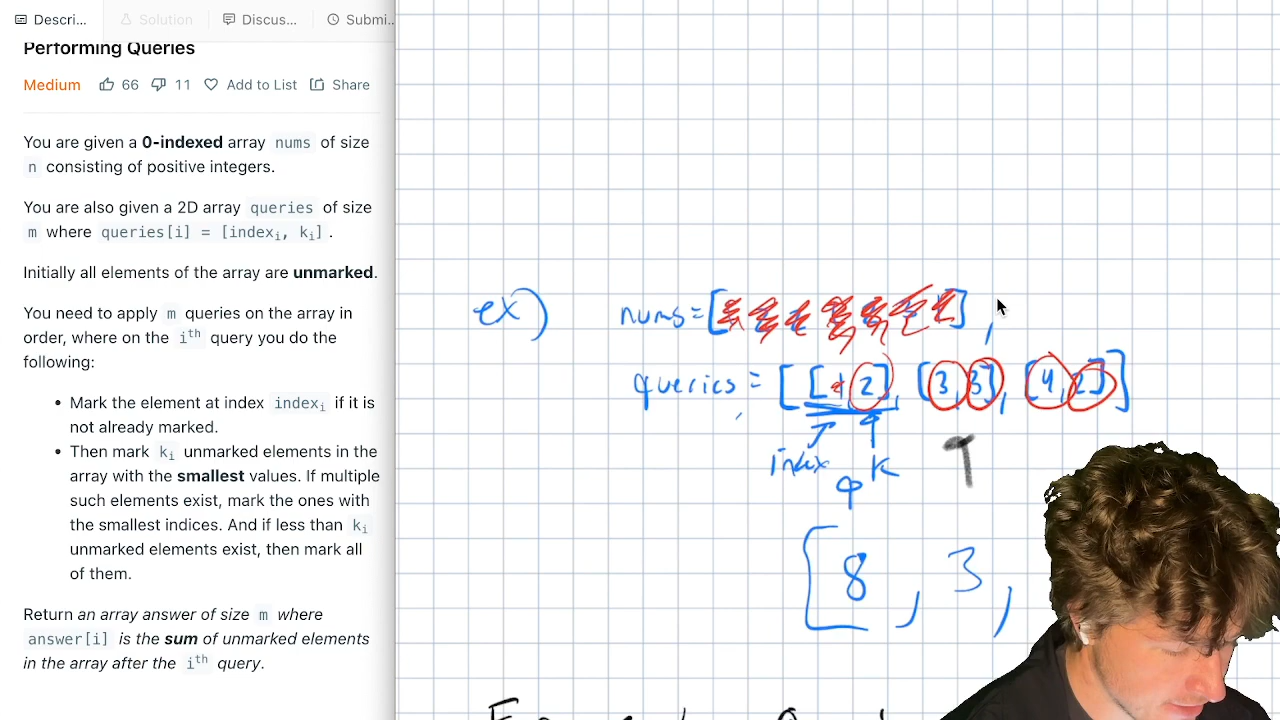 Descri...
Solution
Discus...
Submi...
Performing Queries
Medium 66 11 Add to List Share
You are given a 0-indexed array nums of size
n consisting of positive integers.
You are also given a 2D array queries of size
m where queries[i] = [indexᵢ, kᵢ].
Initially all elements of the array are unmarked.
You need to apply m queries on the array in
order, where on the iᵗʰ query you do the
following:
• Mark the element at index indexᵢ if it is
not already marked.
• Then mark kᵢ unmarked elements in the
array with the smallest values. If multiple
such elements exist, mark the ones with
the smallest indices. And if less than kᵢ
unmarked elements exist, then mark all
of them.
Return an array answer of size m where
answer[i] is the sum of unmarked elements
in the array after the iᵗʰ query.
ex) nums=[ ],
queries = [[1,2], [3,3], [4,2]]
index K
[8, 3,